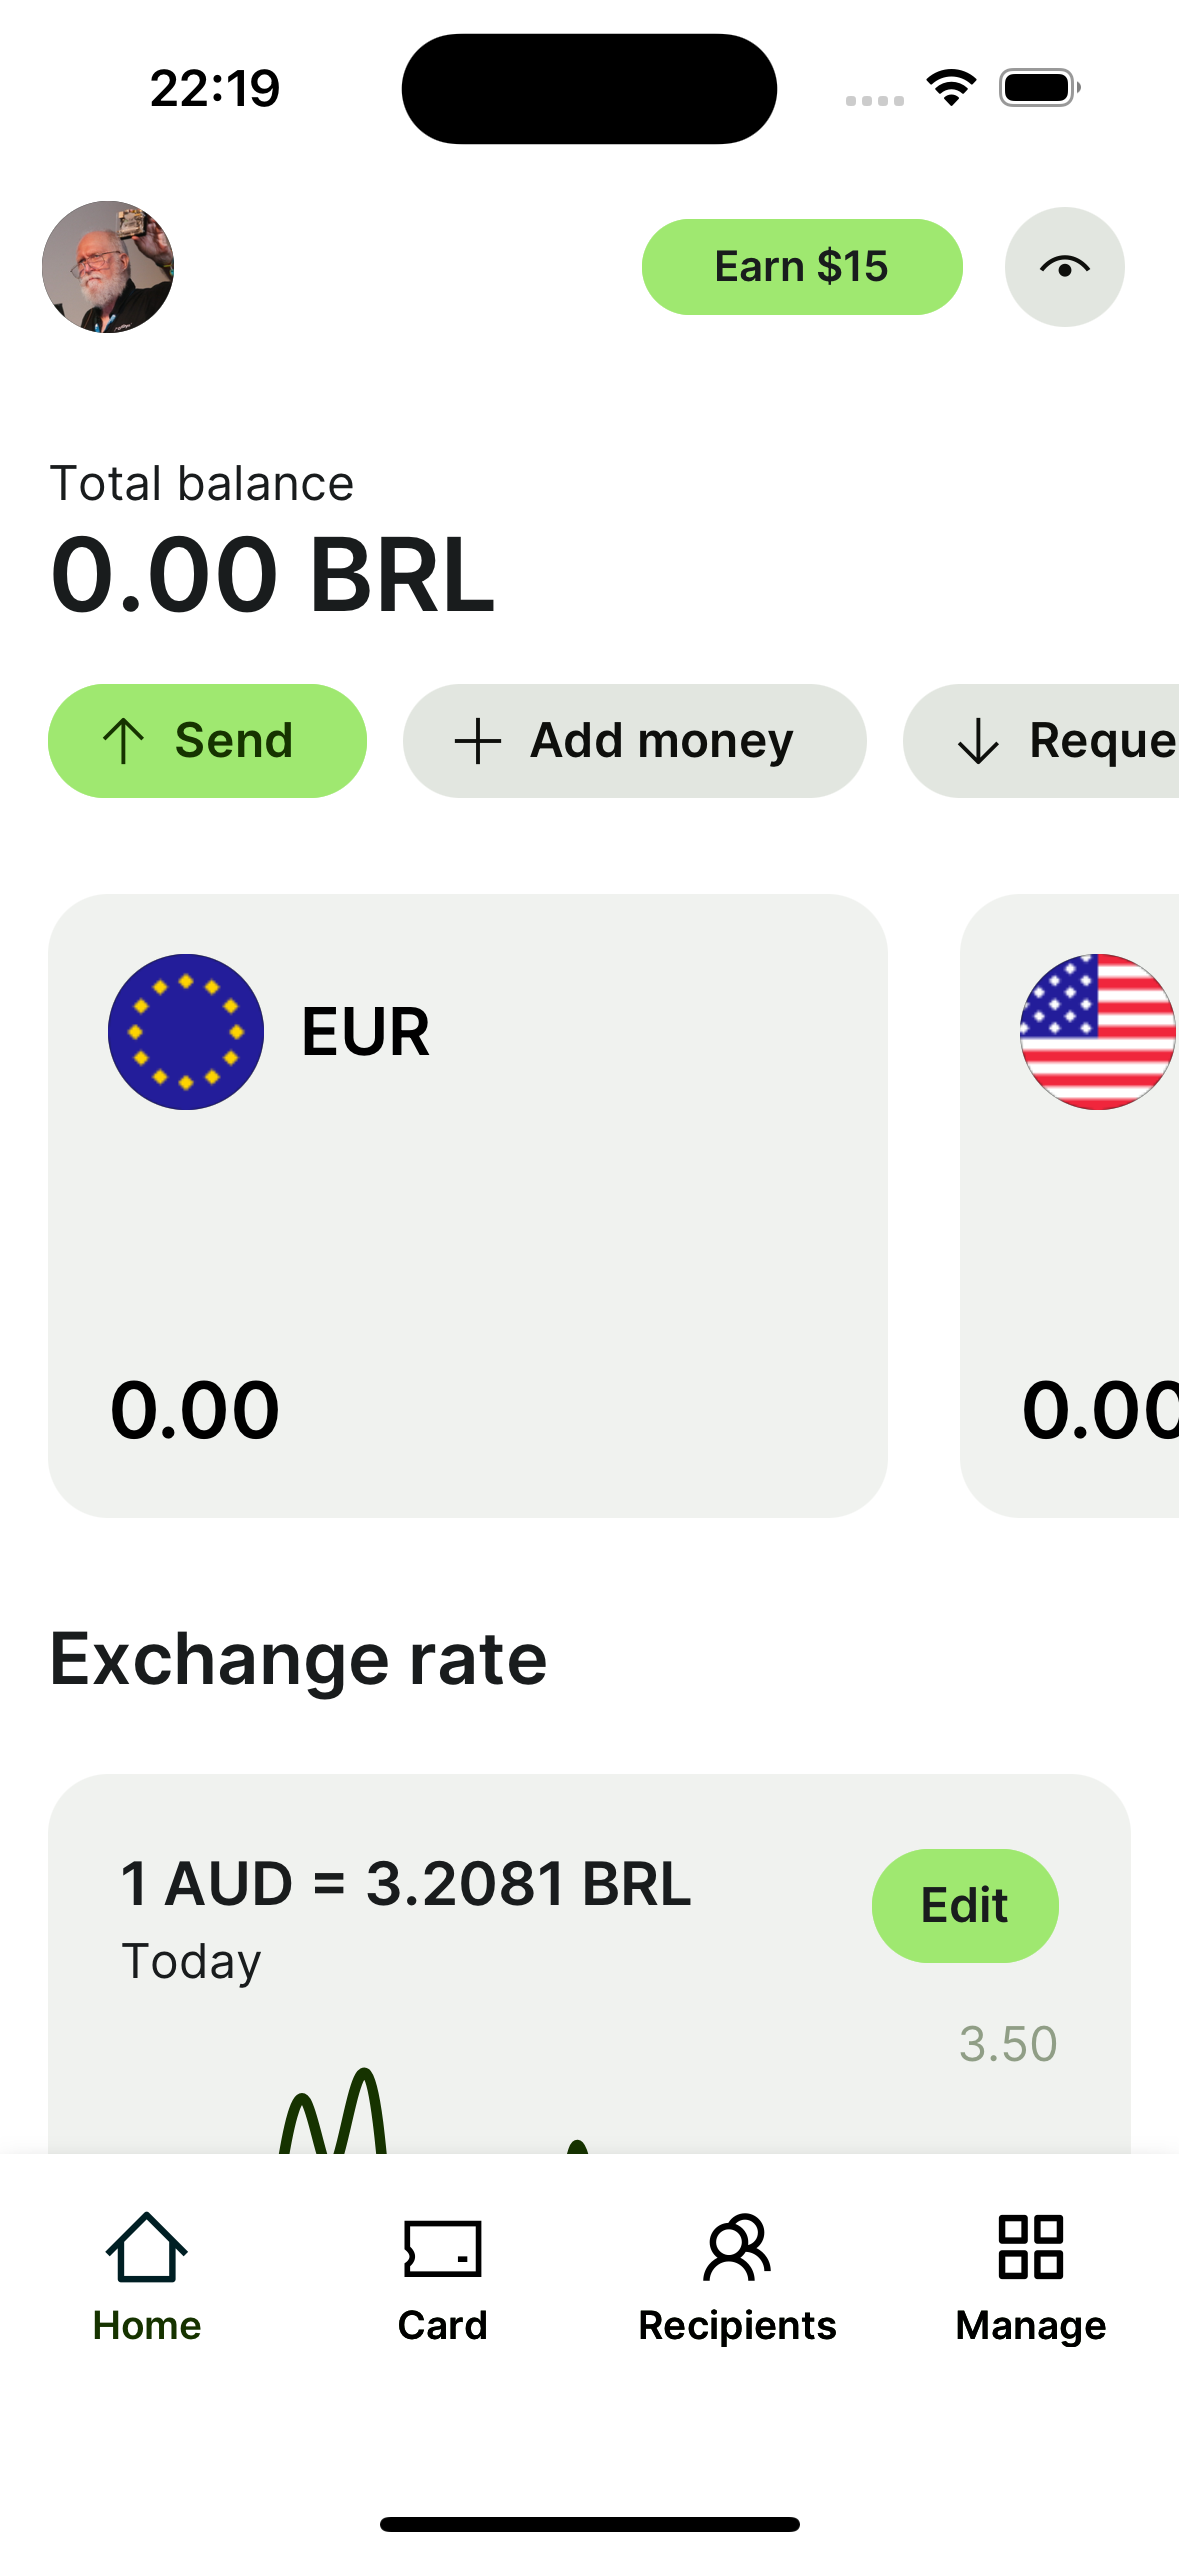 22:19
Earn $15
Total balance
0.00 BRL
Send
Add money
Reque
EUR
0.00
0.00
Exchange rate
1 AUD = 3.2081 BRL
Edit
Today
3.50
Home
Card
Recipients
Manage